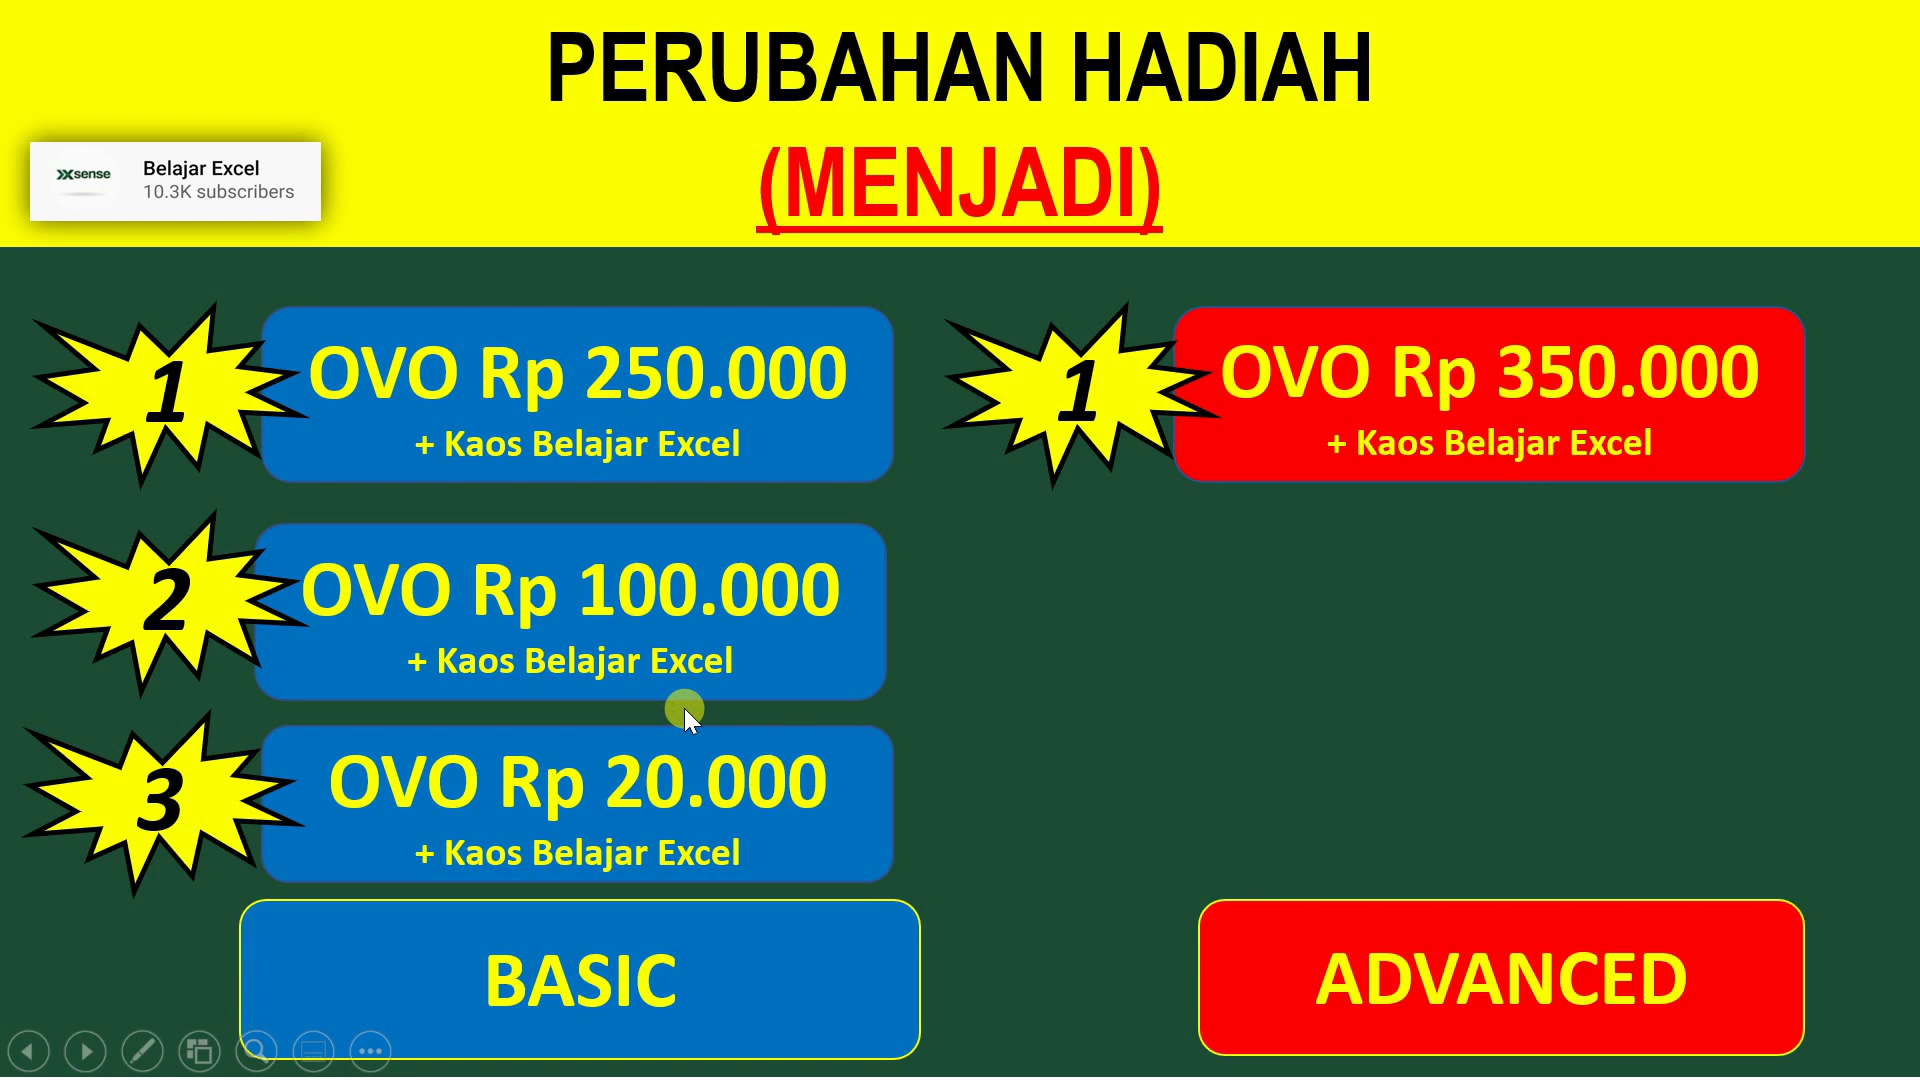 PERUBAHAN HADIAH
(MENJADI)
sense
Belajar Excel
10.3K subscribers
1
OVO Rp 250.000
+ Kaos Belajar Excel
2
OVO Rp 100.000
+ Kaos Belajar Excel
3
OVO Rp 20.000
+ Kaos Belajar Excel
BASIC
1
OVO Rp 350.000
+ Kaos Belajar Excel
ADVANCED